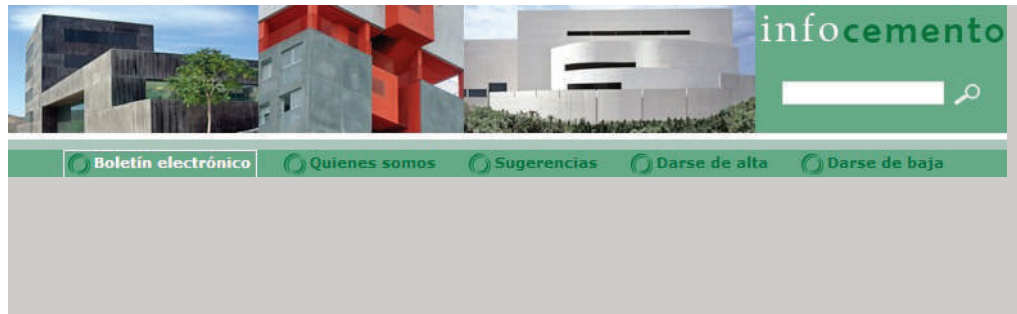 infocemento
Boletín electrónico Quienes somos Sugerencias Darse de alta Darse de baja